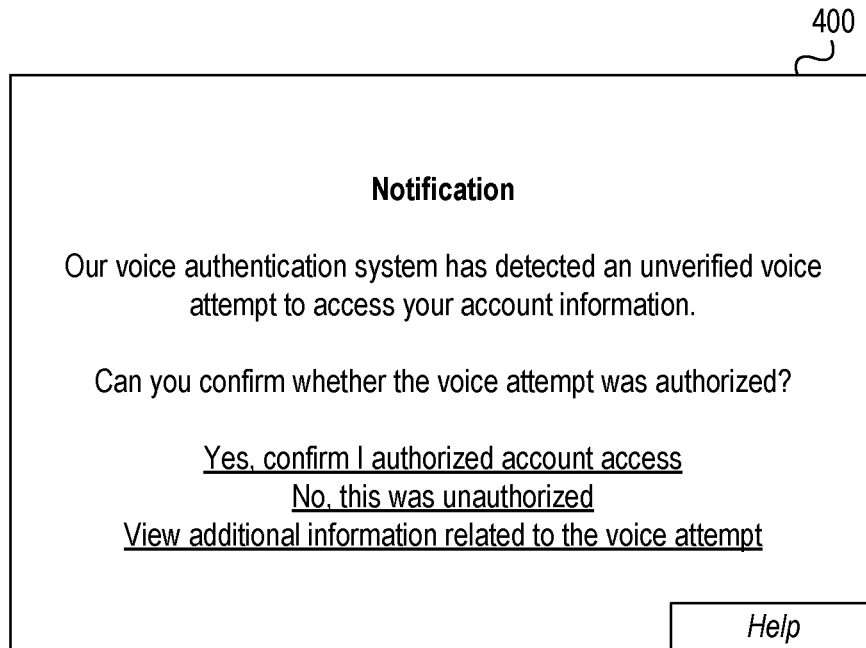 400
Notification
Our voice authentication system has detected an unverified voice
attempt to access your account information.
Can you confirm whether the voice attempt was authorized?
Yes, confirm I authorized account access
No, this was unauthorized
View additional information related to the voice attempt
Help